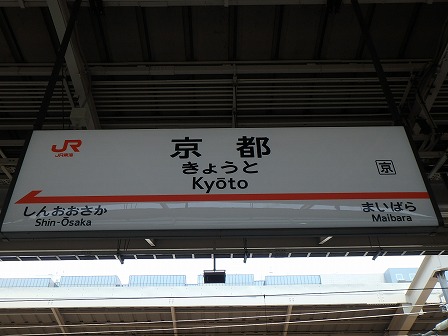 JR
JR東海
京都
きょうと
Kyōto
京
しんおおさか
Shin-Ōsaka
まいばら
Maibara